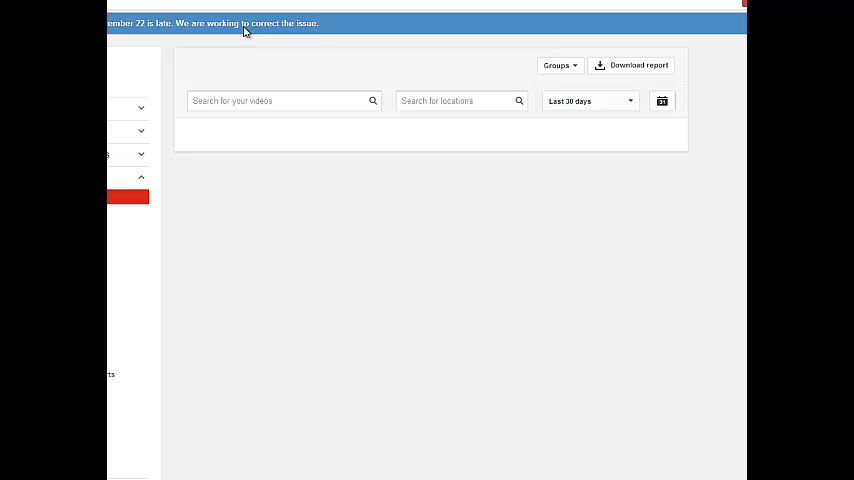 ember 22 is late. We are working to correct the issue.
Groups
Download report
Search for your videos
Search for locations
Last 30 days
31
rts